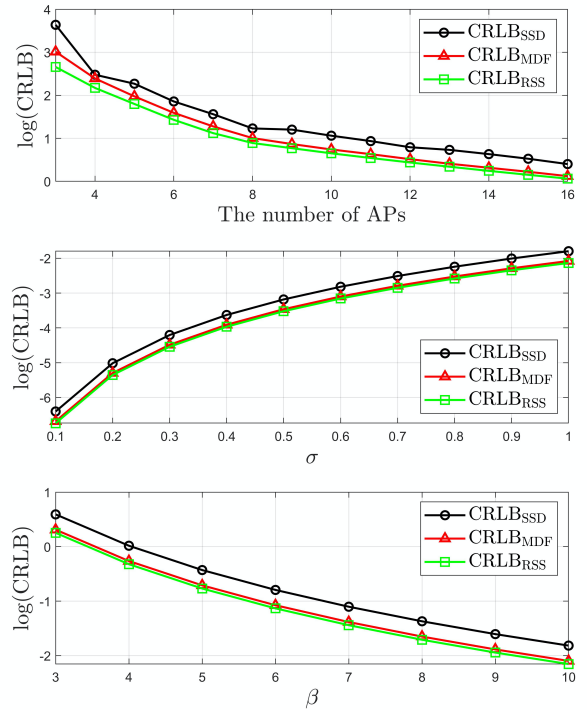 log(CRLB)
4
3
2
1
0
CRLB_SSD
CRLB_MDF
CRLB_RSS
4 6 8 10 12 14 16
The number of APs
log(CRLB)
-2
-3
-4
-5
-6
CRLB_SSD
CRLB_MDF
CRLB_RSS
0.1 0.2 0.3 0.4 0.5 0.6 0.7 0.8 0.9 1
σ
log(CRLB)
1
0
-1
-2
CRLB_SSD
CRLB_MDF
CRLB_RSS
3 4 5 6 7 8 9 10
β